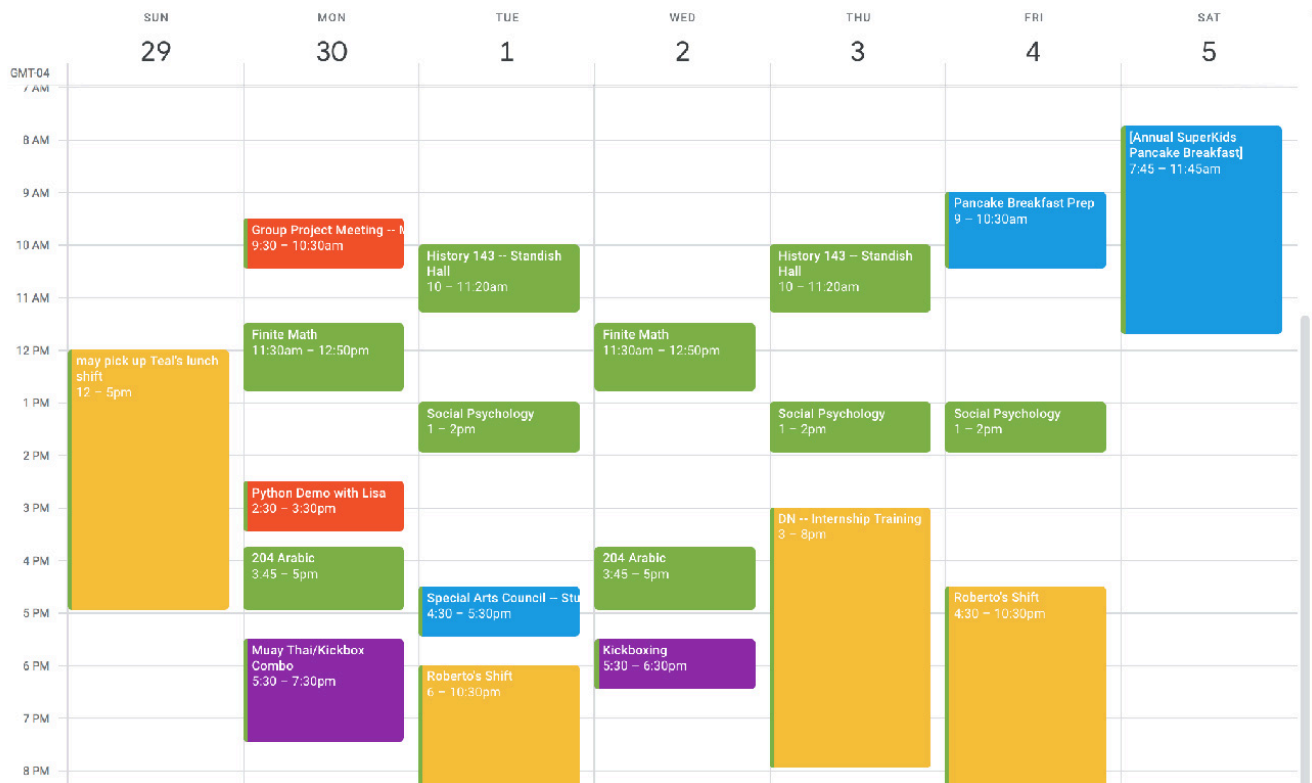 SUN MON TUE WED THU FRI SAT
29 30 1 2 3 4 5
GMT-04
7 AM
8 AM
9 AM
10 AM
11 AM
12 PM
1 PM
2 PM
3 PM
4 PM
5 PM
6 PM
7 PM
8 PM
may pick up Teal's lunch
shift
12 – 5pm
Group Project Meeting -- M
9:30 – 10:30am
Finite Math
11:30am – 12:50pm
Python Demo with Lisa
2:30 – 3:30pm
204 Arabic
3:45 – 5pm
Muay Thai/Kickbox
Combo
5:30 – 7:30pm
History 143 -- Standish
Hall
10 – 11:20am
Social Psychology
1 – 2pm
Special Arts Council -- Stu
4:30 – 5:30pm
Roberto's Shift
6 – 10:30pm
Finite Math
11:30am – 12:50pm
204 Arabic
3:45 – 5pm
Kickboxing
5:30 – 6:30pm
History 143 -- Standish
Hall
10 – 11:20am
Social Psychology
1 – 2pm
DN -- Internship Training
3 – 8pm
Pancake Breakfast Prep
9 – 10:30am
Social Psychology
1 – 2pm
Roberto's Shift
4:30 – 10:30pm
[Annual SuperKids
Pancake Breakfast]
7:45 – 11:45am